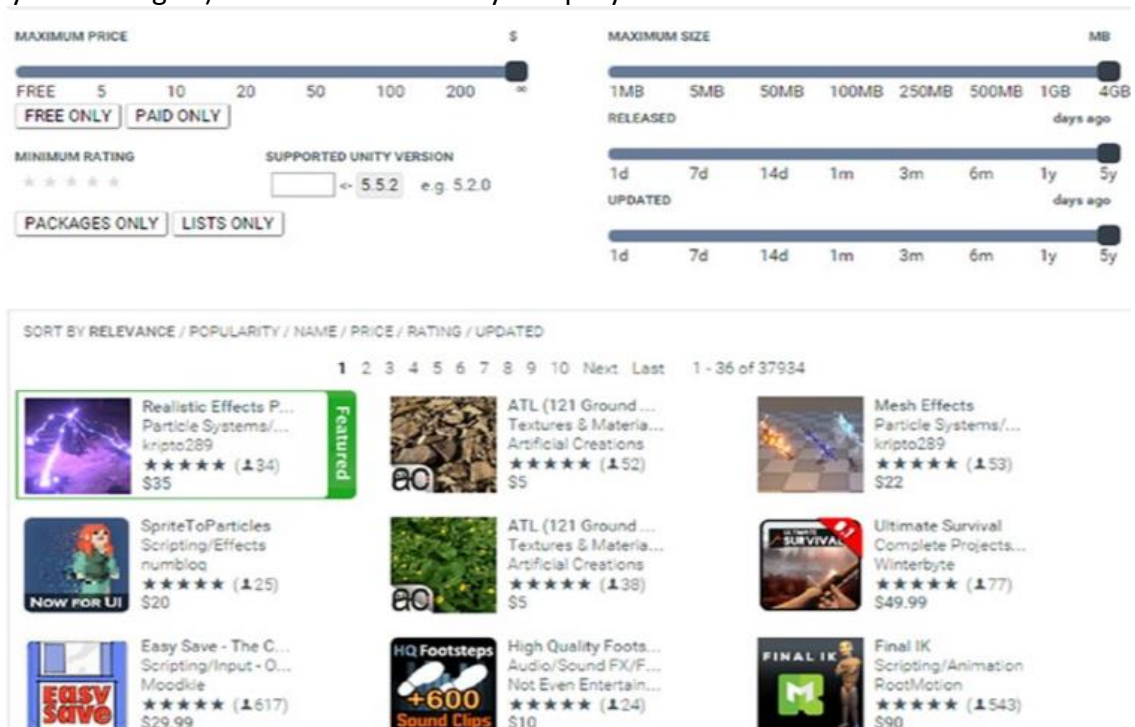 MAXIMUM PRICE $
FREE 5 10 20 50 100 200 ∞
FREE ONLY PAID ONLY
MINIMUM RATING SUPPORTED UNITY VERSION
<- 5.5.2 e.g. 5.2.0
PACKAGES ONLY LISTS ONLY
MAXIMUM SIZE MB
1MB 5MB 50MB 100MB 250MB 500MB 1GB 4GB
RELEASED days ago
1d 7d 14d 1m 3m 6m 1y 5y
UPDATED days ago
1d 7d 14d 1m 3m 6m 1y 5y
SORT BY RELEVANCE / POPULARITY / NAME / PRICE / RATING / UPDATED
1 2 3 4 5 6 7 8 9 10 Next Last 1 - 36 of 37934
Realistic Effects P...
Particle Systems/...
kripto289
★★★★★ (34)
$35
Featured
ac
ATL (121 Ground ...
Textures & Materia...
Artificial Creations
★★★★★ (52)
$5
Mesh Effects
Particle Systems/...
kripto289
★★★★★ (53)
$22
NOW FOR UI
SpriteToParticles
Scripting/Effects
numbloq
★★★★★ (25)
$20
ac
ATL (121 Ground ...
Textures & Materia...
Artificial Creations
★★★★★ (38)
$5
SURVIVAL
0.1
Ultimate Survival
Complete Projects...
Winterbyte
★★★★★ (77)
$49.99
EASY
Save
Easy Save - The C...
Scripting/Input - O...
Moodkie
★★★★★ (617)
$29.99
HQ Footsteps
+600
Sound Clips
High Quality Foots...
Audio/Sound FX/F...
Not Even Entertain...
★★★★★ (24)
$10
FINAL IK
Final IK
Scripting/Animation
RootMotion
★★★★★ (543)
$90